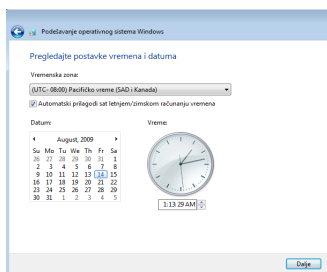 Podešavanje operativnog sistema Windows
Pregledajte postavke vremena i datuma
Vremenska zona:
(UTC- 08:00) Pacifičko vreme (SAD i Kanada)
Automatski prilagodi sat letnjem/zimskom računanju vremena
Datum:
Vreme:
August, 2009
Su Mo Tu We Th Fr Sa
26 27 28 29 30 31 1
2 3 4 5 6 7 8
9 10 11 12 13 14 15
16 17 18 19 20 21 22
23 24 25 26 27 28 29
30 31 1 2 3 4 5
1:13:29 AM
Dalje